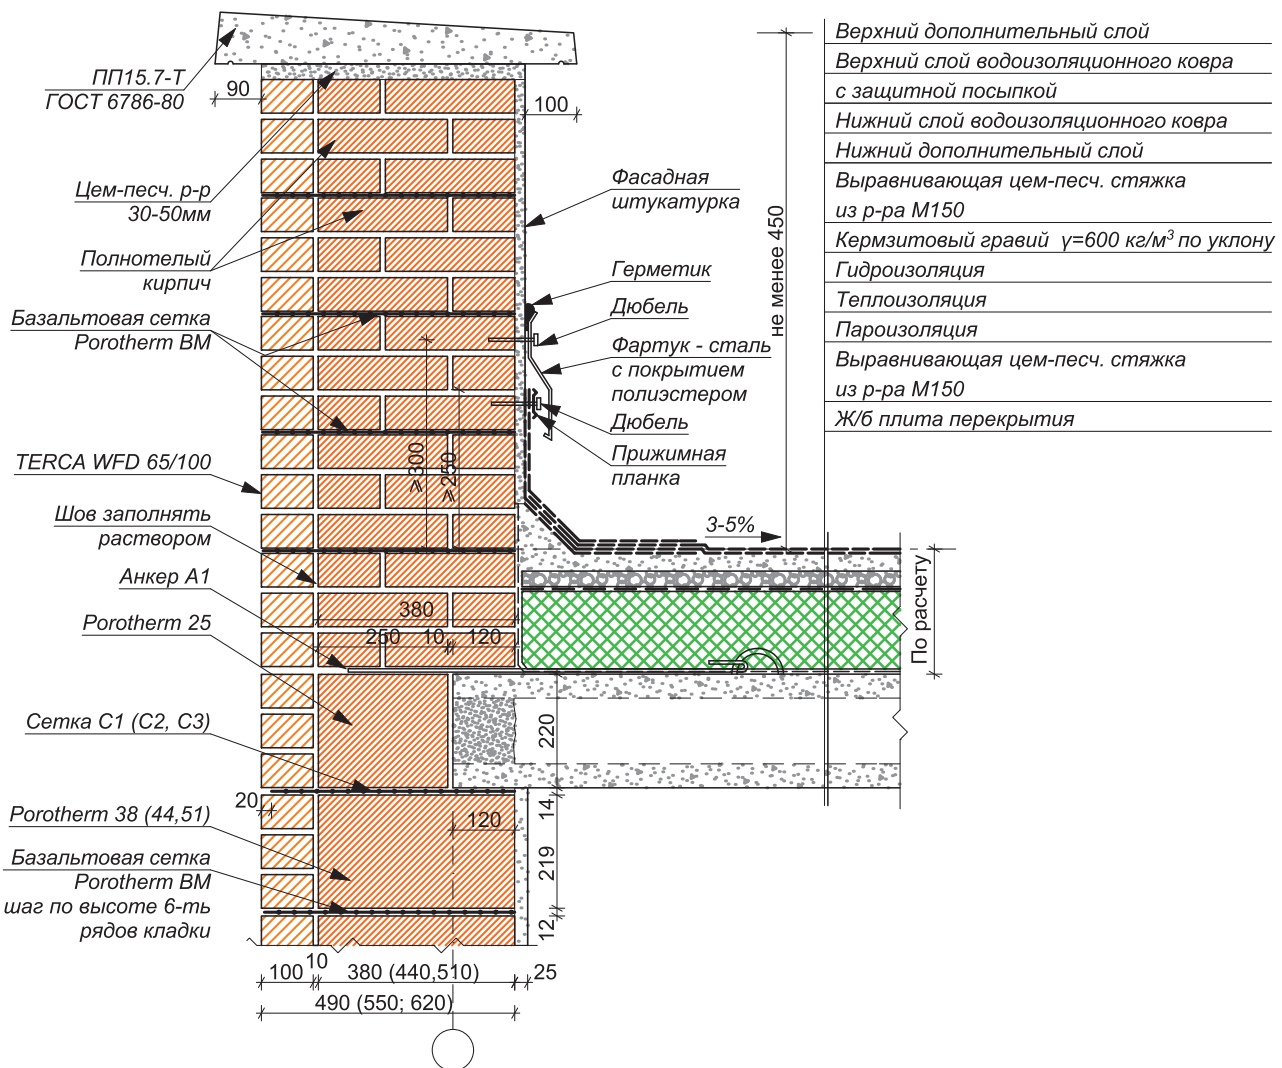 ПП15.7-Т
ГОСТ 6786-80
90
100
Цем-песч. р-р
30-50мм
Полнотелый
кирпич
Базальтовая сетка
Porotherm BM
TERCA WFD 65/100
Шов заполнять
раствором
Анкер А1
Porotherm 25
Сетка С1 (С2, С3)
20
Porotherm 38 (44,51)
Базальтовая сетка
Porotherm BM
шаг по высоте 6-ть
рядов кладки
Фасадная
штукатурка
Герметик
Дюбель
Фартук - сталь
с покрытием
полиэстером
Дюбель
Прижимная
планка
⩾300
⩾250
не менее 450
3-5%
По расчету
380
250
10
120
220
14
120
219
12
10
100
380 (440,510)
25
490 (550; 620)
Верхний дополнительный слой
Верхний слой водоизоляционного ковра
с защитной посыпкой
Нижний слой водоизоляционного ковра
Нижний дополнительный слой
Выравнивающая цем-песч. стяжка
из р-ра М150
Кермзитовый гравий γ=600 кг/м³ по уклону
Гидроизоляция
Теплоизоляция
Пароизоляция
Выравнивающая цем-песч. стяжка
из р-ра М150
Ж/б плита перекрытия